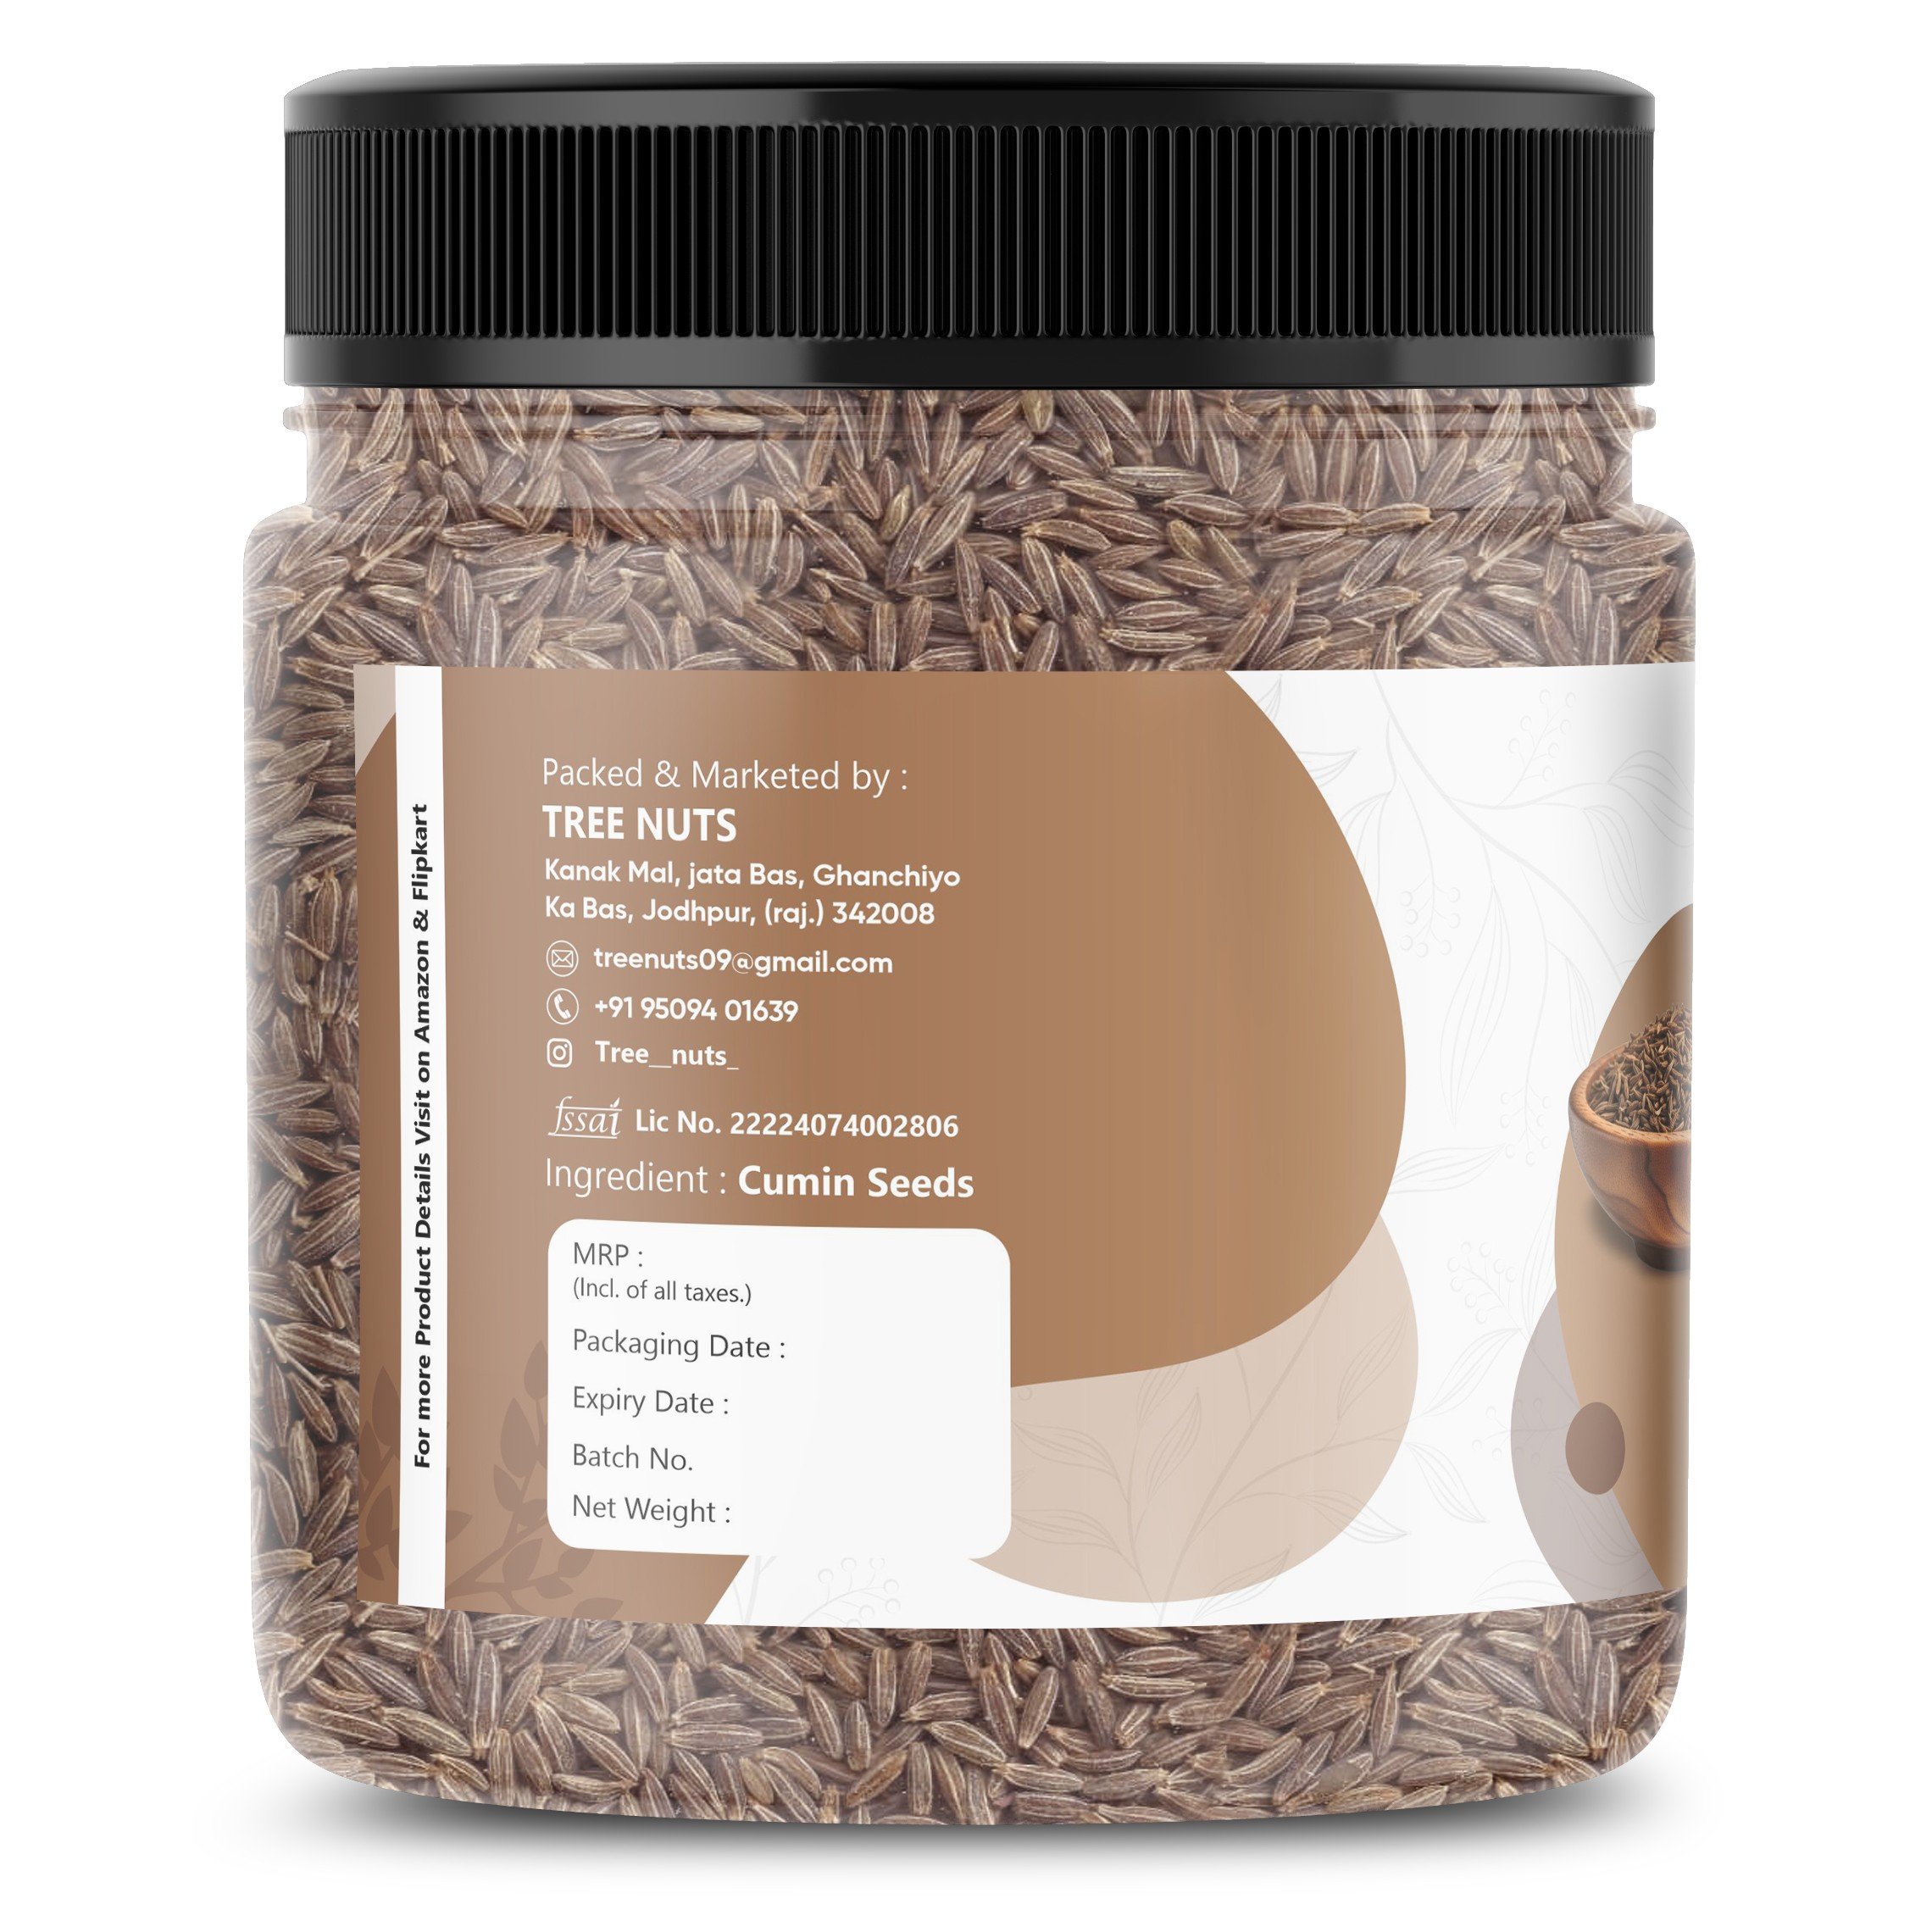 For more Product Details Visit on Amazon & Flipkart
Packed & Marketed by :
TREE NUTS
Kanak Mal, jata Bas, Ghanchiyo
Ka Bas, Jodhpur, (raj.) 342008
treenuts09@gmail.com
+91 95094 01639
Tree__nuts_
fssai Lic No. 22224074002806
Ingredient : Cumin Seeds
MRP :
(Incl. of all taxes.)
Packaging Date :
Expiry Date :
Batch No.
Net Weight :